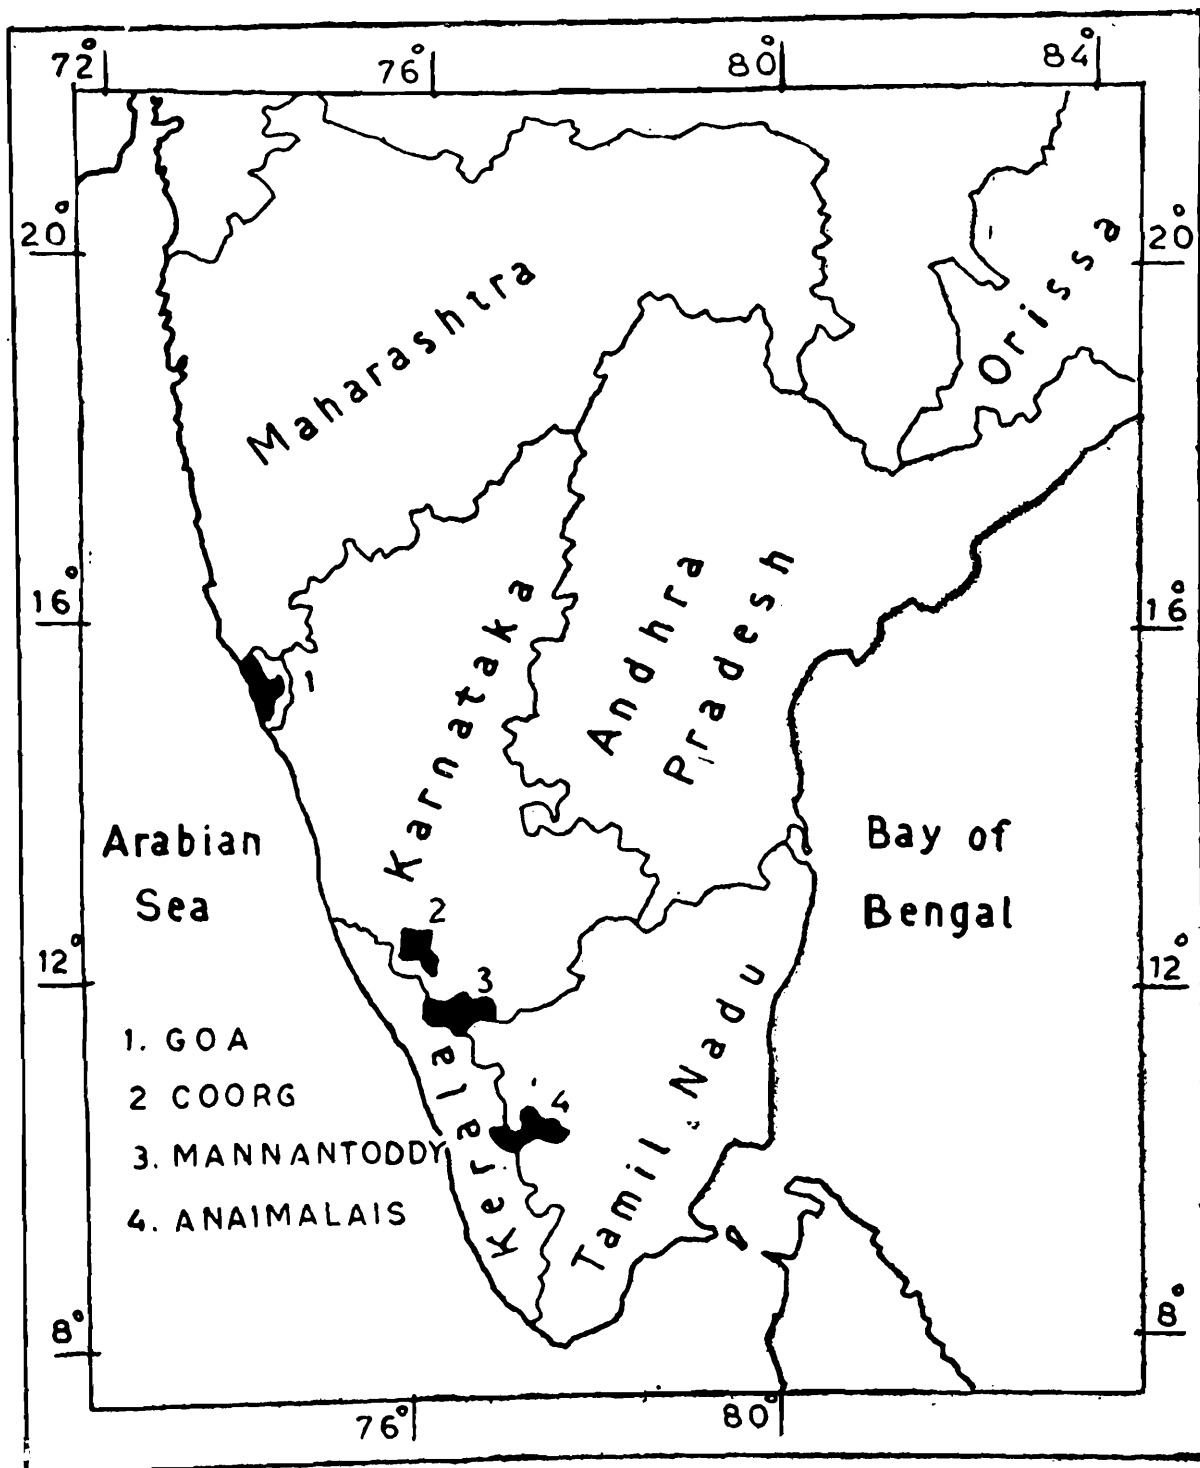 72° 76° 80° 84°
20° 20°
Maharashtra
Orissa
16° 16°
Karnataka
Andhra
Pradesh
1
Arabian
Sea
Bay of
Bengal
2
12° 12°
3
1. GOA
2 COORG
3. MANNANTODDY
4. ANAIMALAIS
4
Kerala
Tamil Nadu
8° 8°
76° 80°